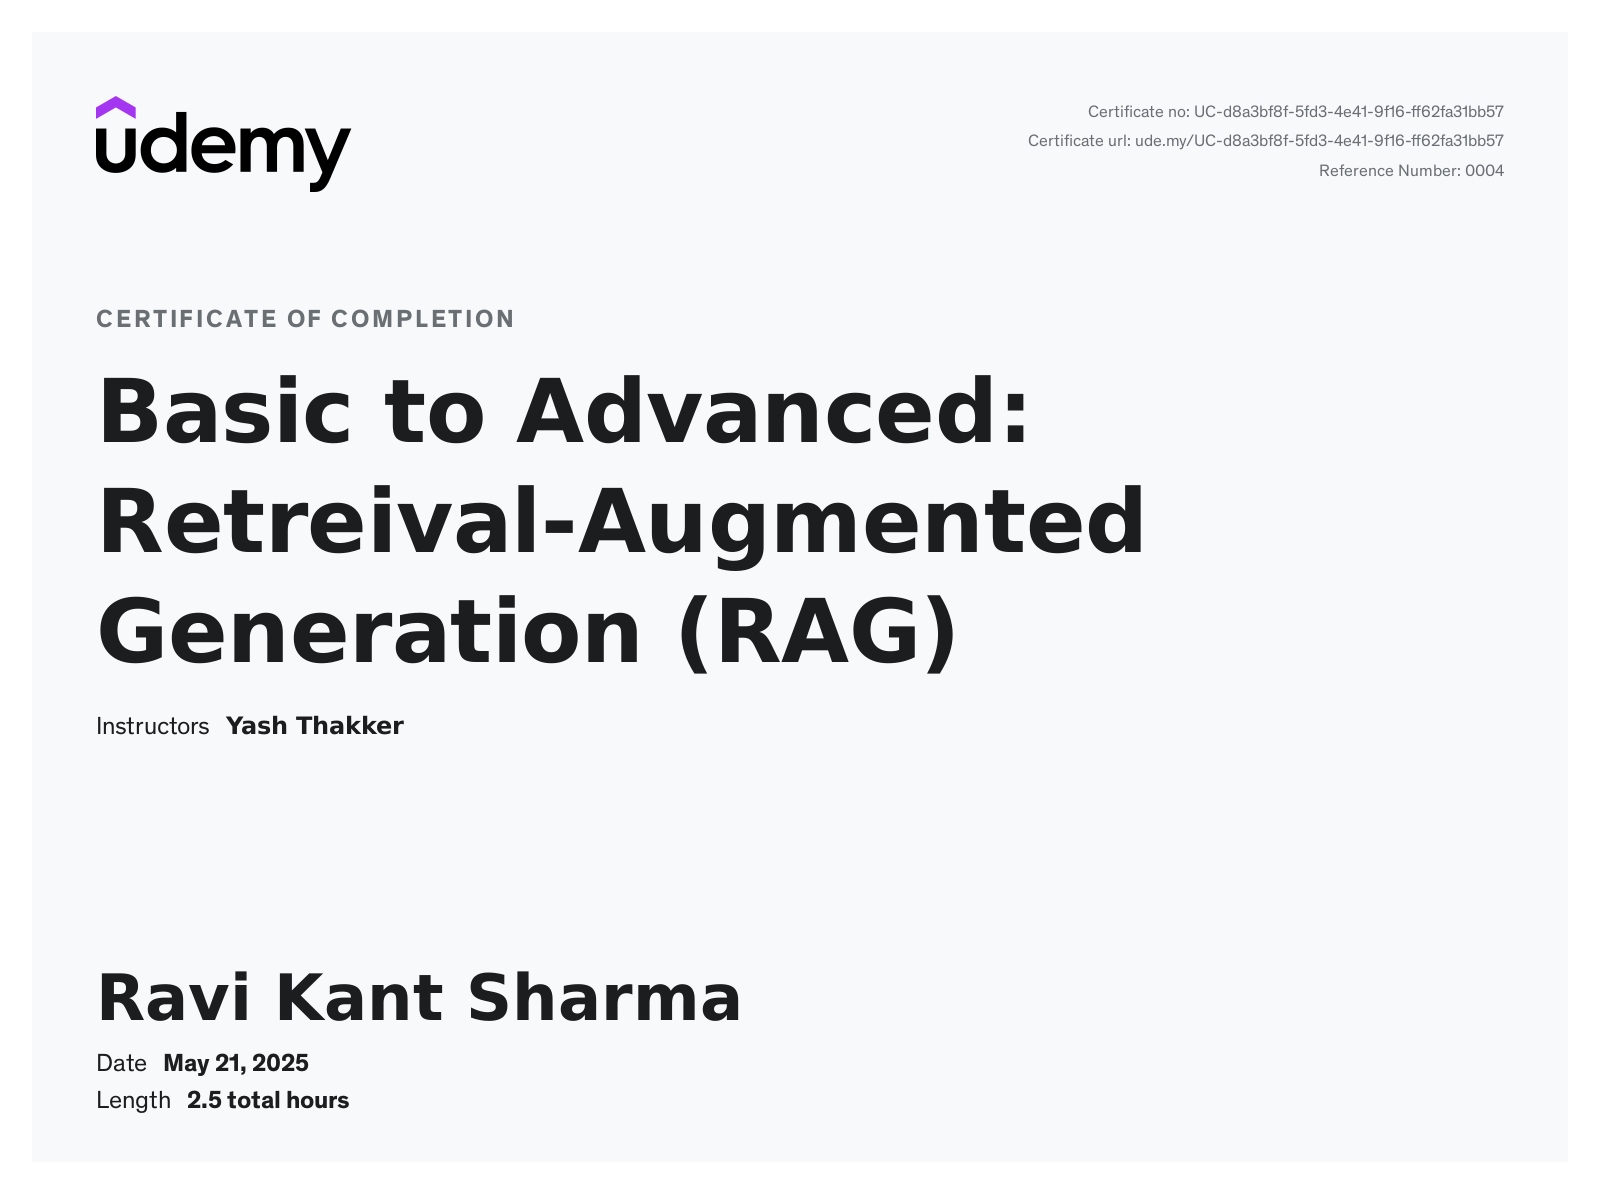 udemy
Certificate no: UC-d8a3bf8f-5fd3-4e41-9f16-ff62fa31bb57
Certificate url: ude.my/UC-d8a3bf8f-5fd3-4e41-9f16-ff62fa31bb57
Reference Number: 0004
CERTIFICATE OF COMPLETION
Basic to Advanced:
Retreival-Augmented
Generation (RAG)
Instructors Yash Thakker
Ravi Kant Sharma
Date May 21, 2025
Length 2.5 total hours